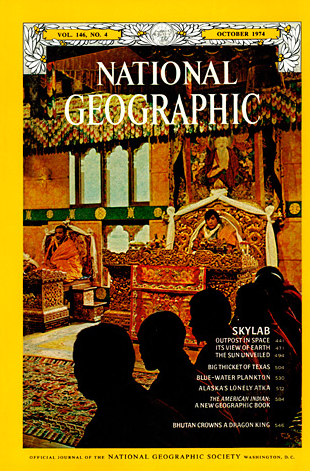 VOL. 146, NO. 4
OCTOBER 1974
NATIONAL
GEOGRAPHIC
SKYLAB
OUTPOST IN SPACE 441
ITS VIEW OF EARTH 471
THE SUN UNVEILED 494
BIG THICKET OF TEXAS 504
BLUE-WATER PLANKTON 530
ALASKA'S LONELY ATKA 512
THE AMERICAN INDIAN: 584
A NEW GEOGRAPHIC BOOK
BHUTAN CROWNS A DRAGON KING 546
OFFICIAL JOURNAL OF THE NATIONAL GEOGRAPHIC SOCIETY WASHINGTON, D.C.